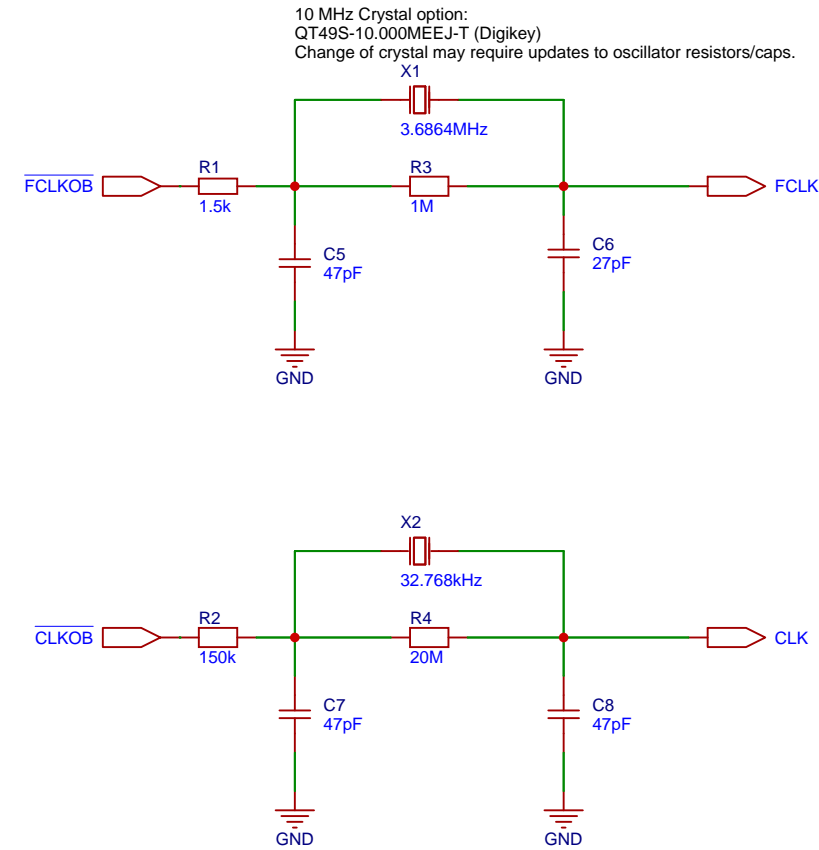 10 MHz Crystal option:
QT49S-10.000MEEJ-T (Digikey)
Change of crystal may require updates to oscillator resistors/caps.
X1
3.6864MHz
FCLKOB
R1
1.5k
R3
1M
FCLK
C5
47pF
C6
27pF
GND
GND
X2
32.768kHz
CLKOB
R2
150k
R4
20M
CLK
C7
47pF
C8
47pF
GND
GND